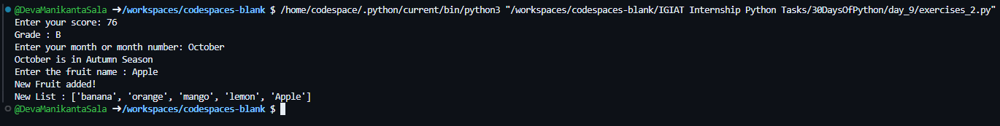 @DevaManikantaSala ➜/workspaces/codespaces-blank $ /home/codespace/.python/current/bin/python3 "/workspaces/codespaces-blank/IGIAT Internship Python Tasks/30DaysOfPython/day_9/exercises_2.py"
Enter your score: 76
Grade : B
Enter your month or month number: October
October is in Autumn Season
Enter the fruit name : Apple
New Fruit added!
New List : ['banana', 'orange', 'mango', 'lemon', 'Apple']
@DevaManikantaSala ➜/workspaces/codespaces-blank $